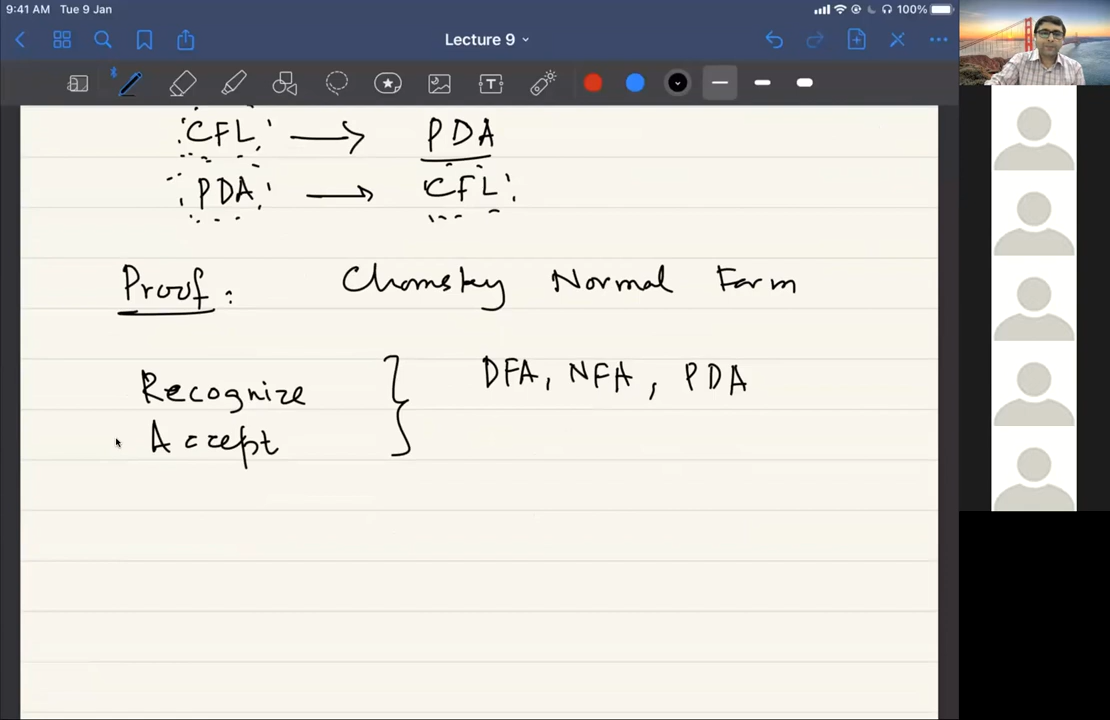 9:41 AM Tue 9 Jan
100%
Lecture 9
CFL → PDA
PDA → CFL
Proof: Chomsky Normal Form
Recognize
Accept
DFA, NFA, PDA